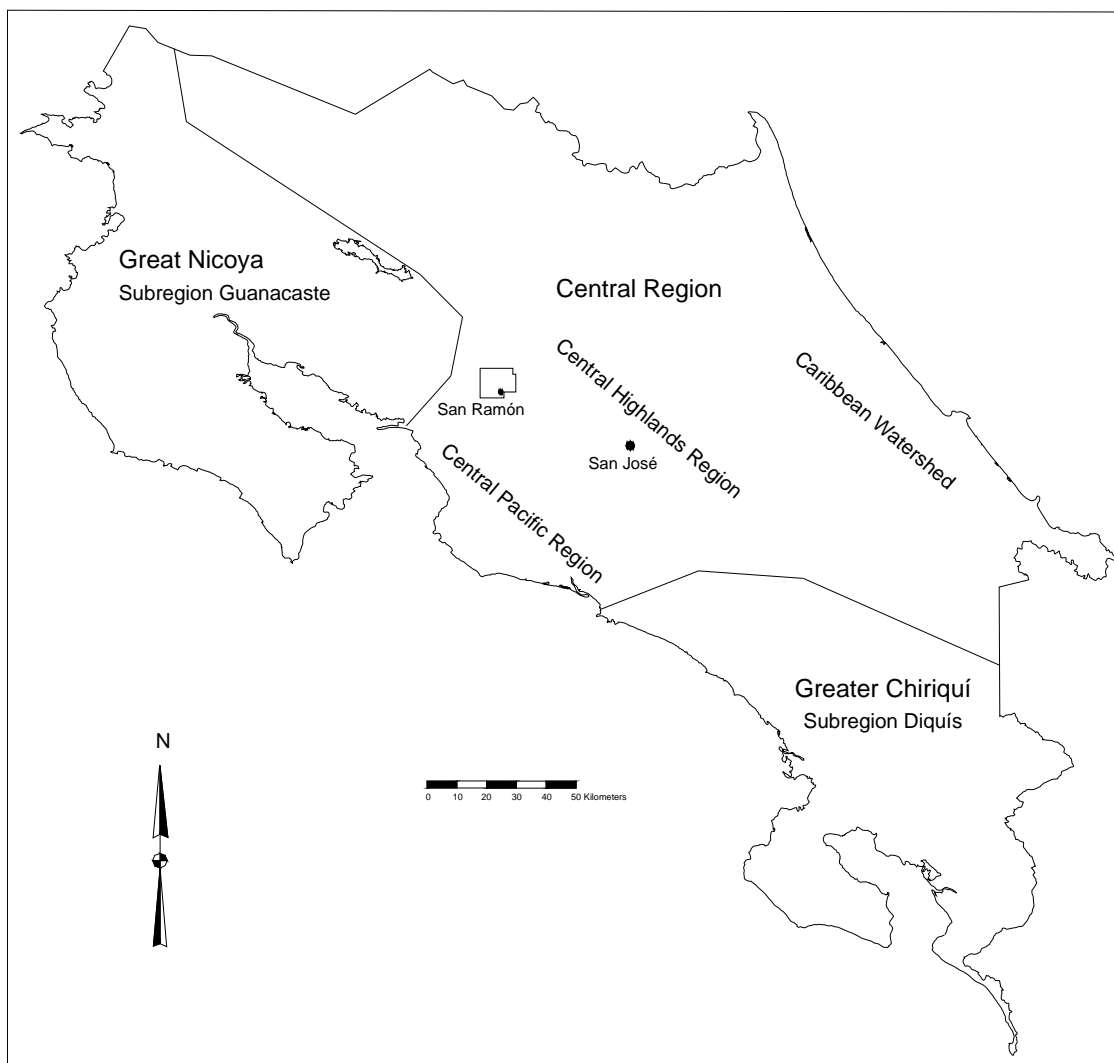 Great Nicoya
Subregion Guanacaste
Central Region
Central Highlands Region
Caribbean Watershed
San Ramón
San José
Central Pacific Region
Greater Chiriquí
Subregion Diquís
N
0 10 20 30 40 50 Kilometers